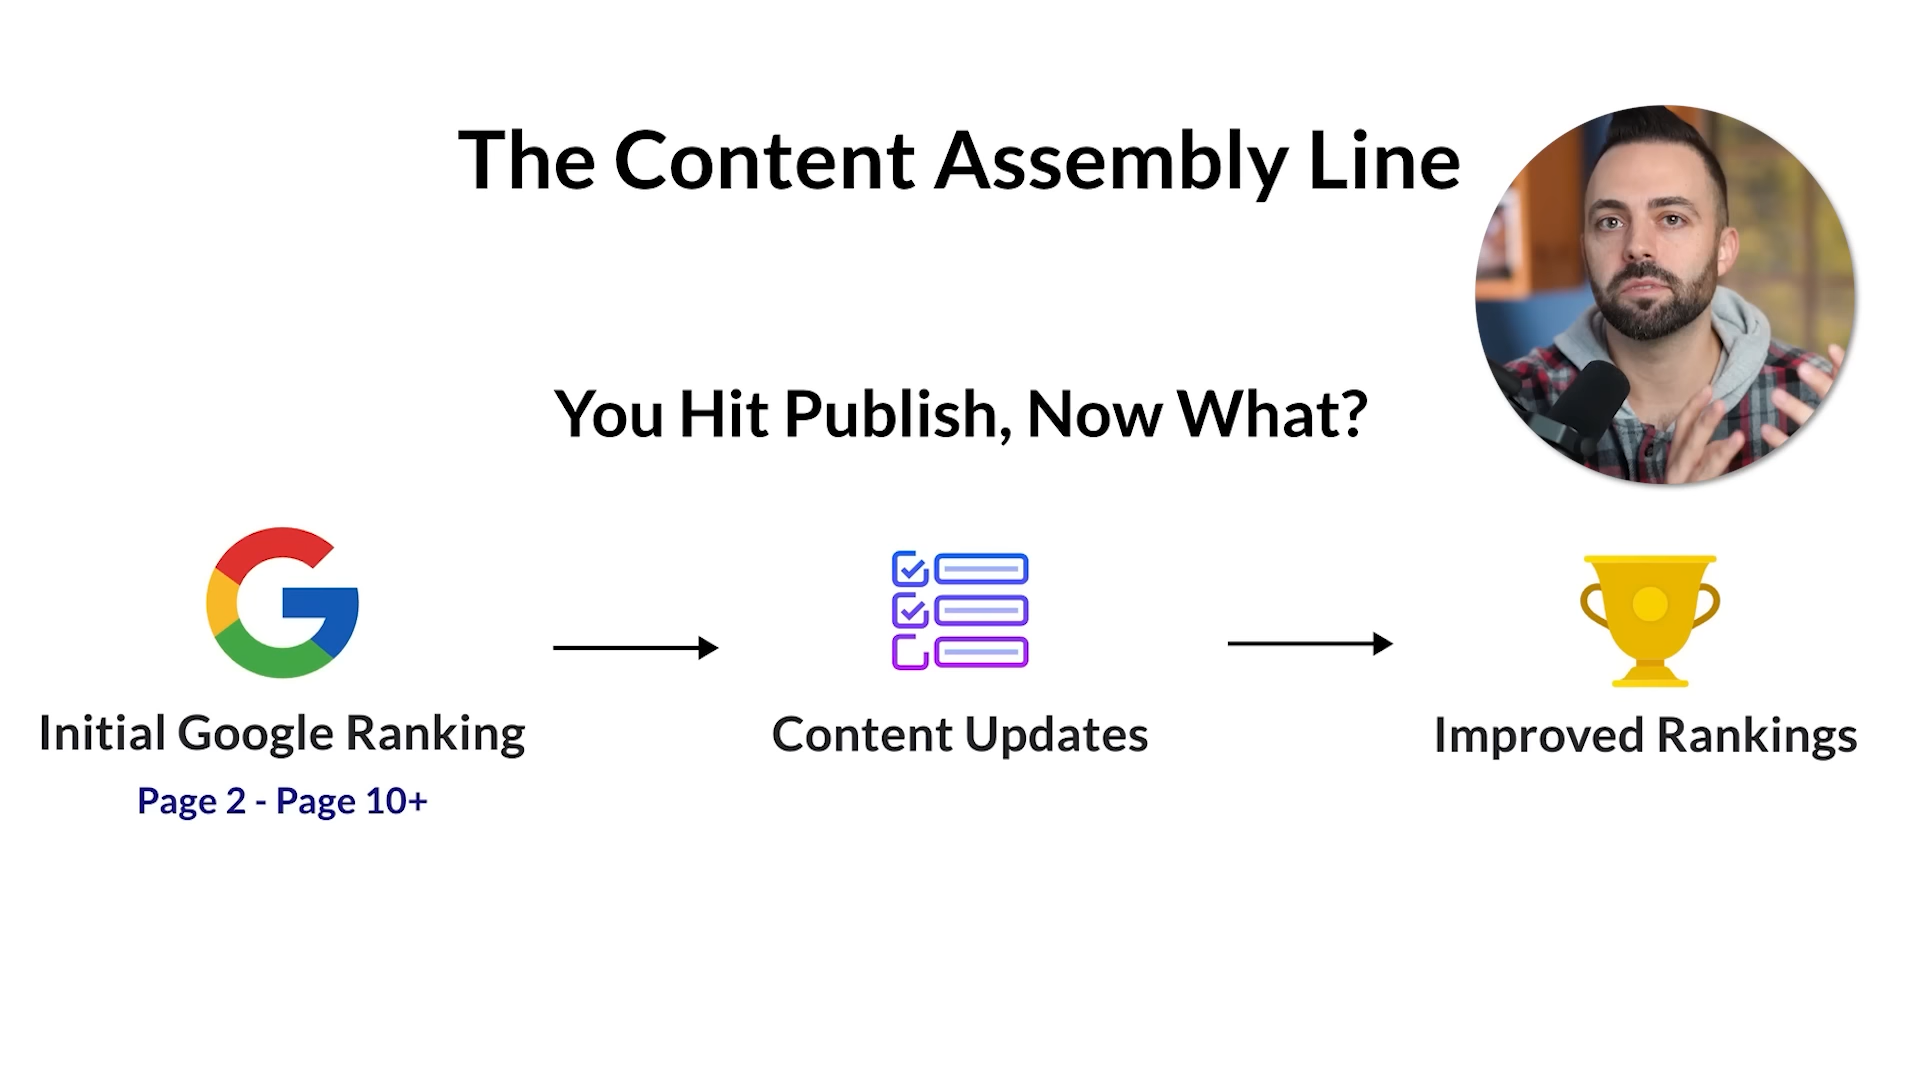 The Content Assembly Line
You Hit Publish, Now What?
Initial Google Ranking
Page 2 - Page 10+
Content Updates
Improved Rankings